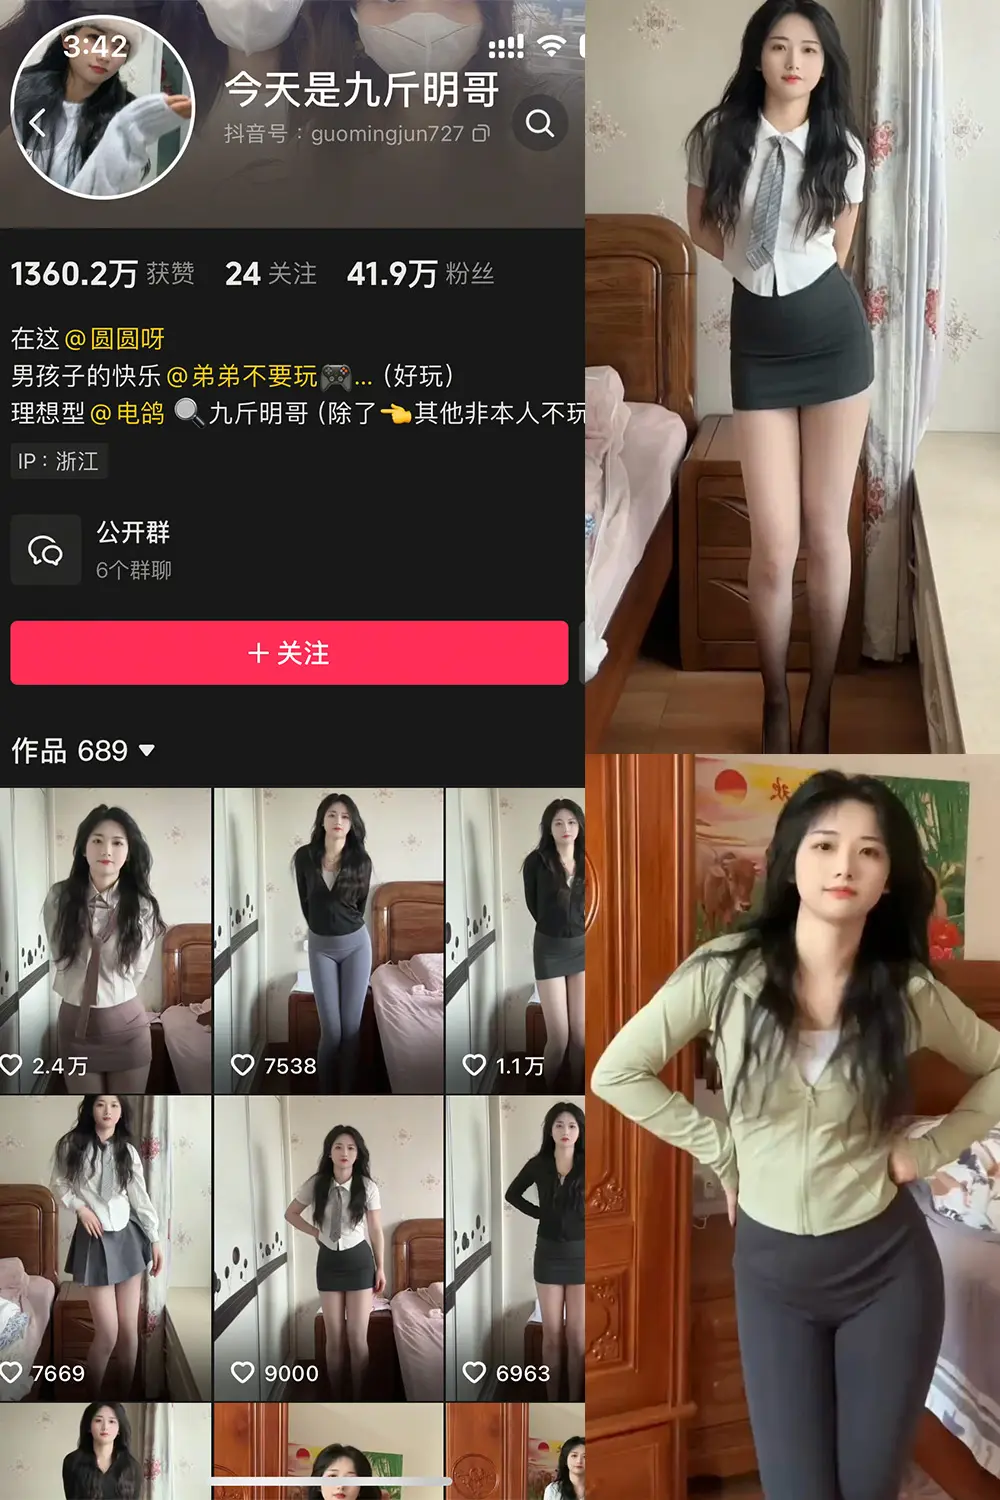 3:42
今天是九斤明哥
抖音号：guomingjun727
1360.2万 获赞 24 关注 41.9万 粉丝
在这@圆圆呀
男孩子的快乐@弟弟不要玩🎮...（好玩）
理想型@电鸽 🔍九斤明哥（除了👈其他非本人不玩
IP：浙江
公开群
6个群聊
＋关注
作品 689
2.4万
7538
1.1万
7669
9000
6963